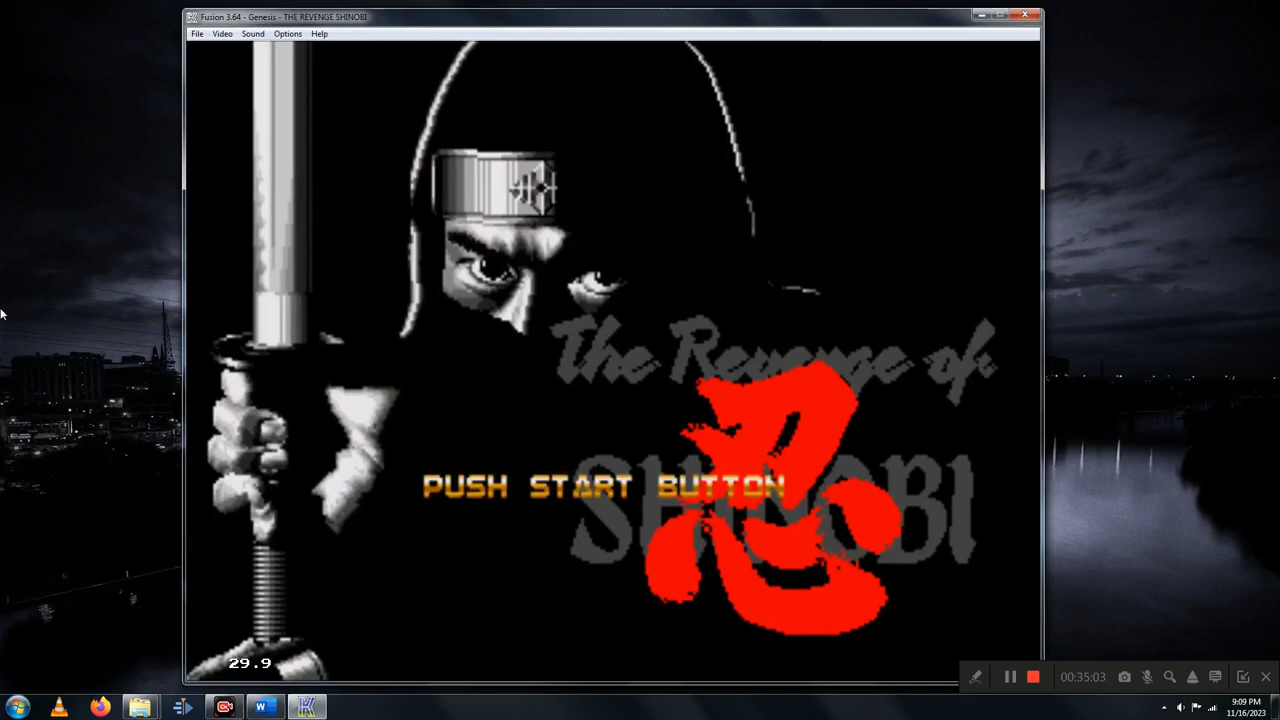 Fusion 3.64 - Genesis - THE REVENGE SHINOBI
File Video Sound Options Help
The Revenge of
忍
SHINOBI
PUSH START BUTTON
29.9
00:35:03
W
9:09 PM
11/16/2023